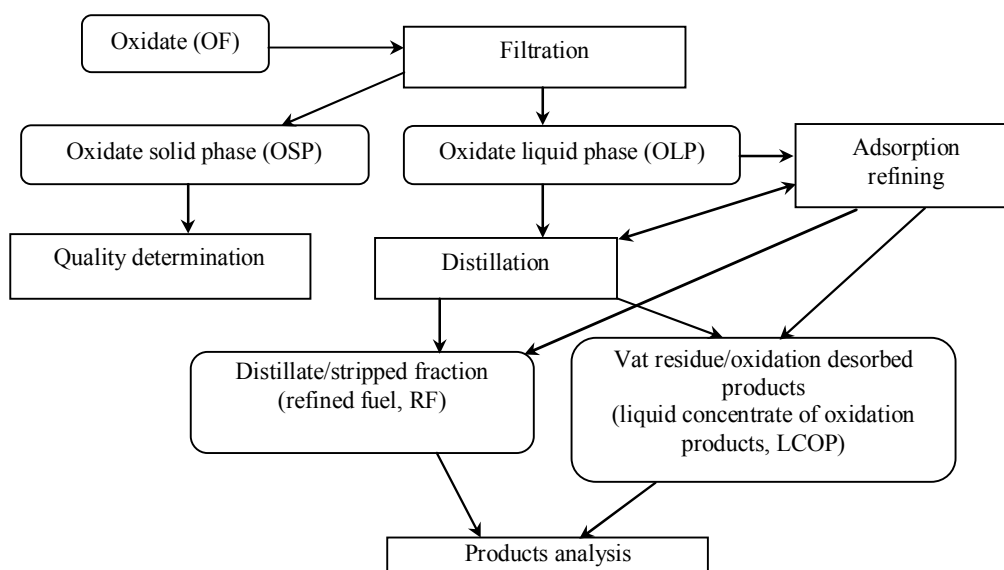 Oxidate (OF)
Filtration
Oxidate solid phase (OSP)
Oxidate liquid phase (OLP)
Adsorption
refining
Quality determination
Distillation
Distillate/stripped fraction
(refined fuel, RF)
Vat residue/oxidation desorbed
products
(liquid concentrate of oxidation
products, LCOP)
Products analysis